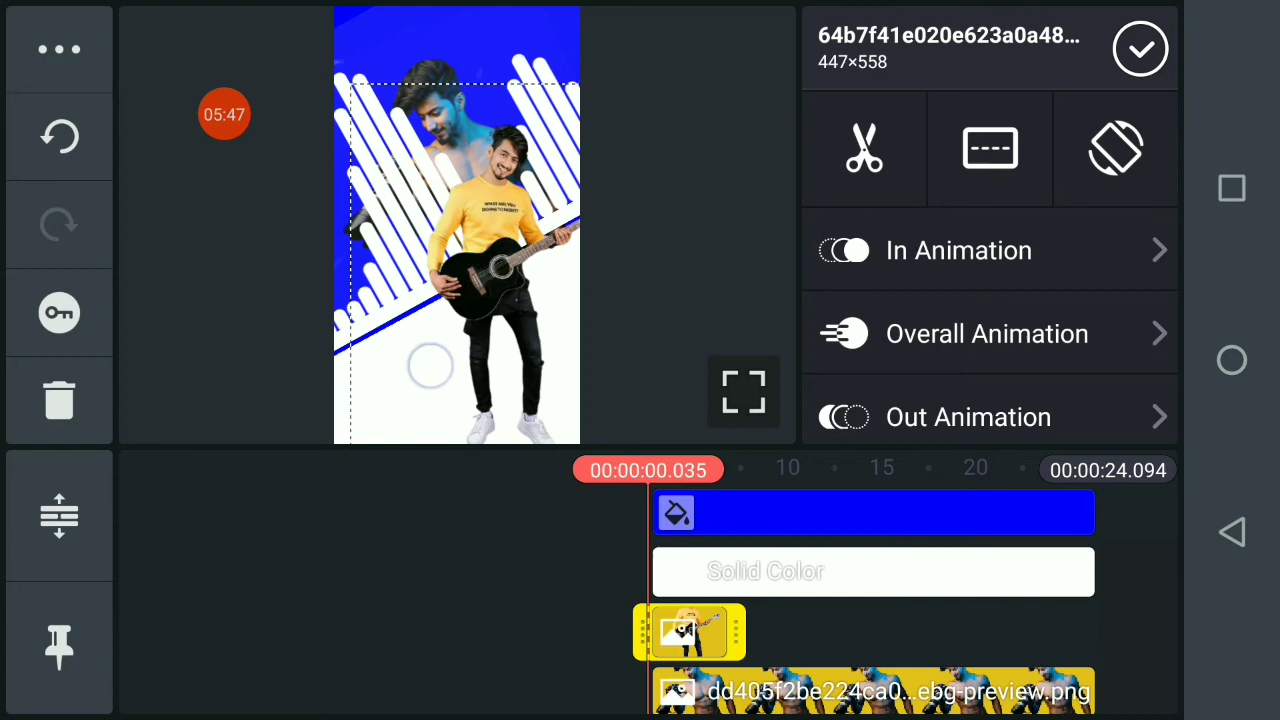 05:47
64b7f41e020e623a0a48...
447×558
In Animation
Overall Animation
Out Animation
00:00:00.035
10
15
20
00:00:24.094
Solid Color
dd405f2be224ca0...ebg-preview.png